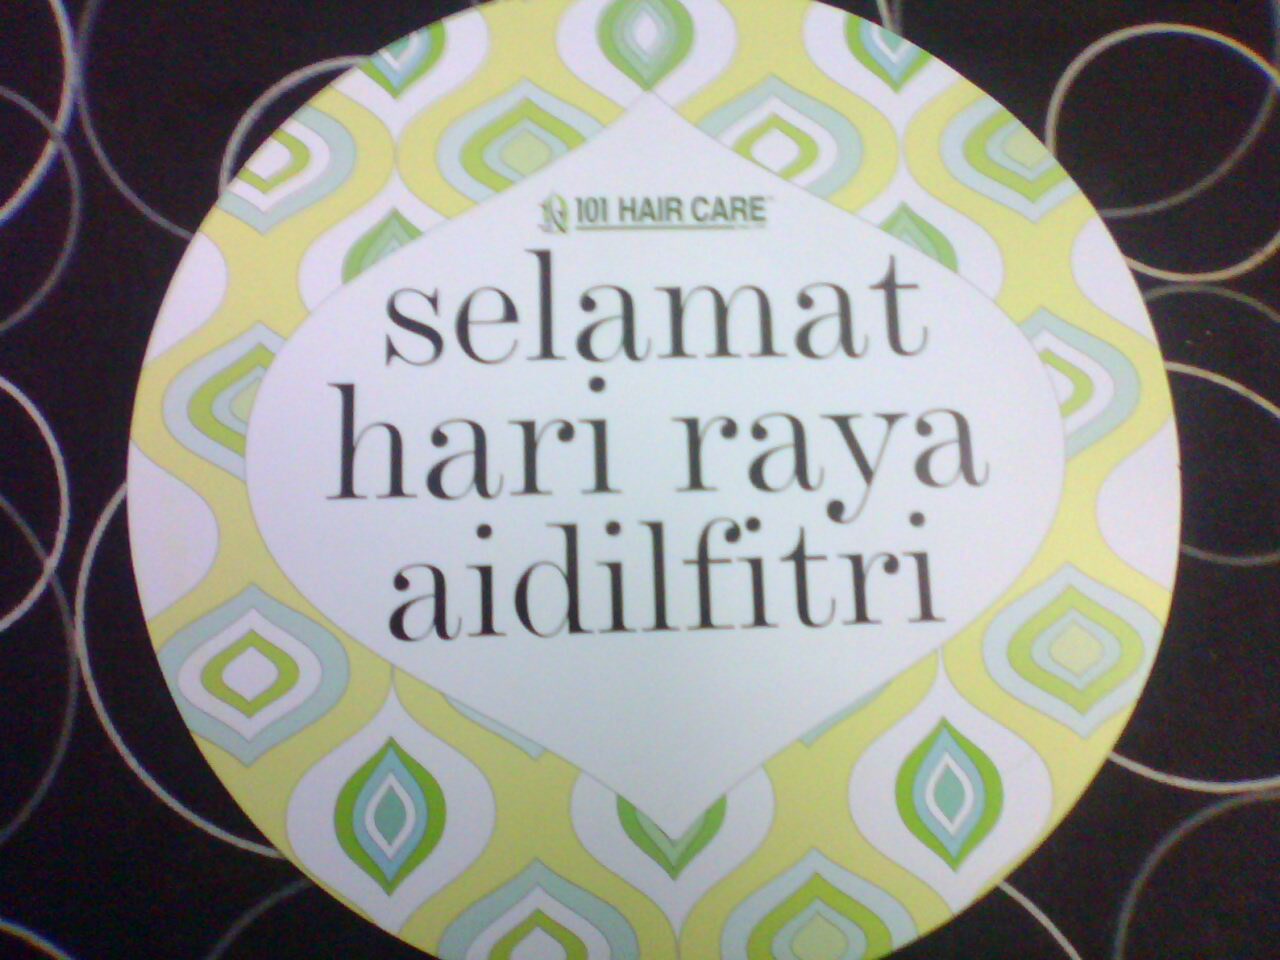 101 HAIR CARE
selamat
hari raya
aidilfitri